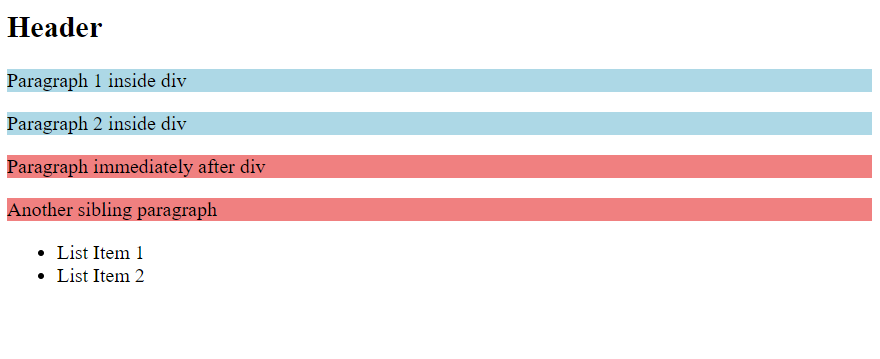 Header
Paragraph 1 inside div
Paragraph 2 inside div
Paragraph immediately after div
Another sibling paragraph
• List Item 1
• List Item 2